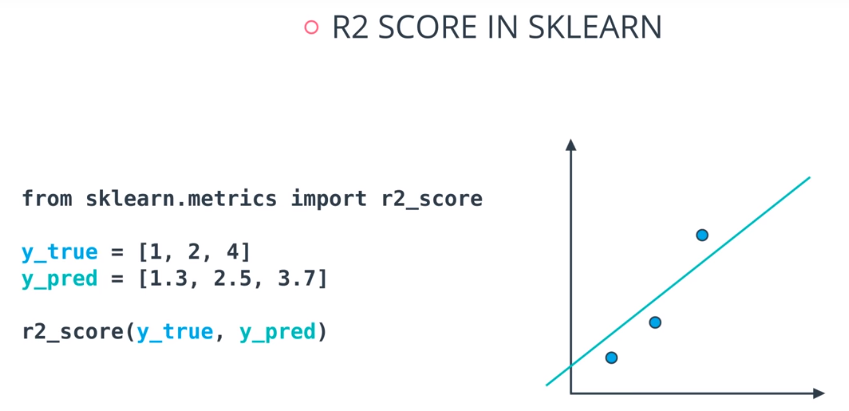 R2 SCORE IN SKLEARN
from sklearn.metrics import r2_score
y_true = [1, 2, 4]
y_pred = [1.3, 2.5, 3.7]
r2_score(y_true, y_pred)